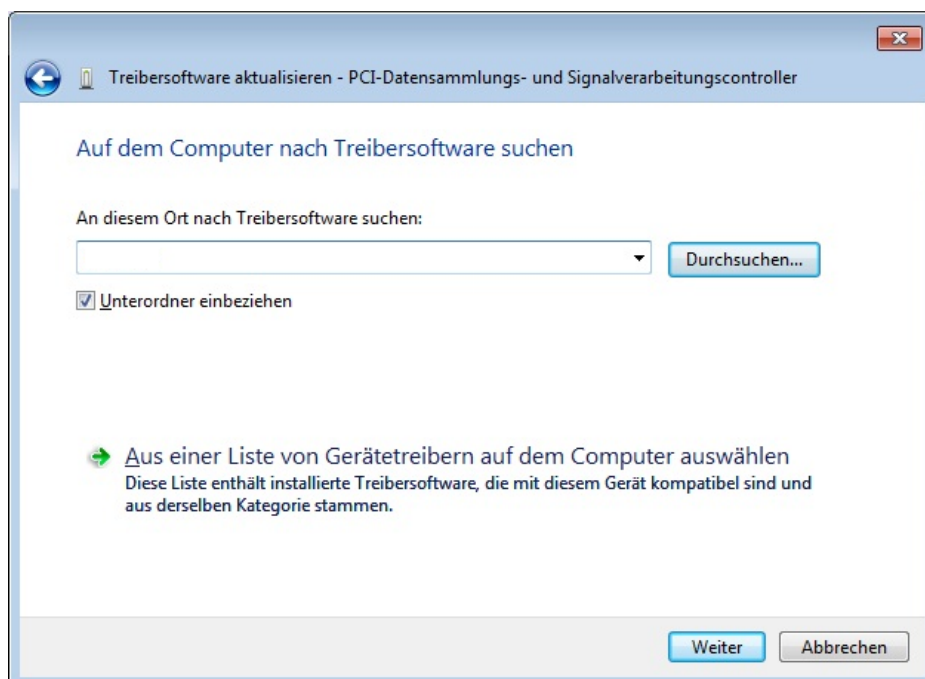 Treibersoftware aktualisieren - PCI-Datensammlungs- und Signalverarbeitungscontroller
Auf dem Computer nach Treibersoftware suchen
An diesem Ort nach Treibersoftware suchen:
Durchsuchen...
Unterordner einbeziehen
Aus einer Liste von Gerätetreibern auf dem Computer auswählen
Diese Liste enthält installierte Treibersoftware, die mit diesem Gerät kompatibel sind und
aus derselben Kategorie stammen.
Weiter
Abbrechen